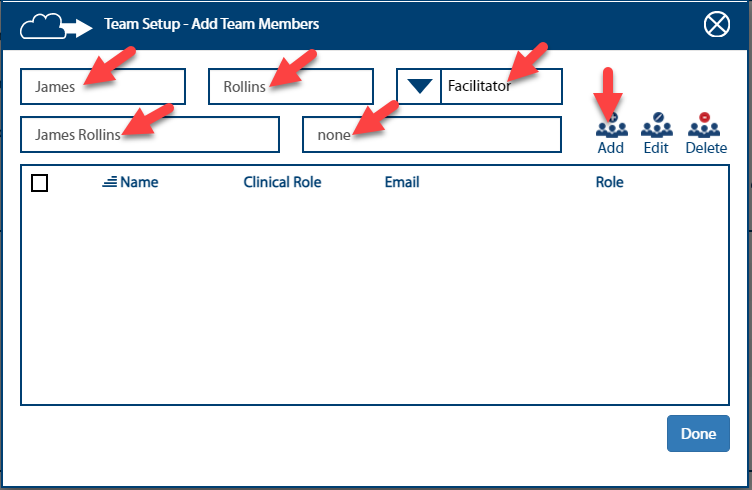 Team Setup - Add Team Members
James Rollins Facilitator
James Rollins none
Add Edit Delete
Name Clinical Role Email Role
Done